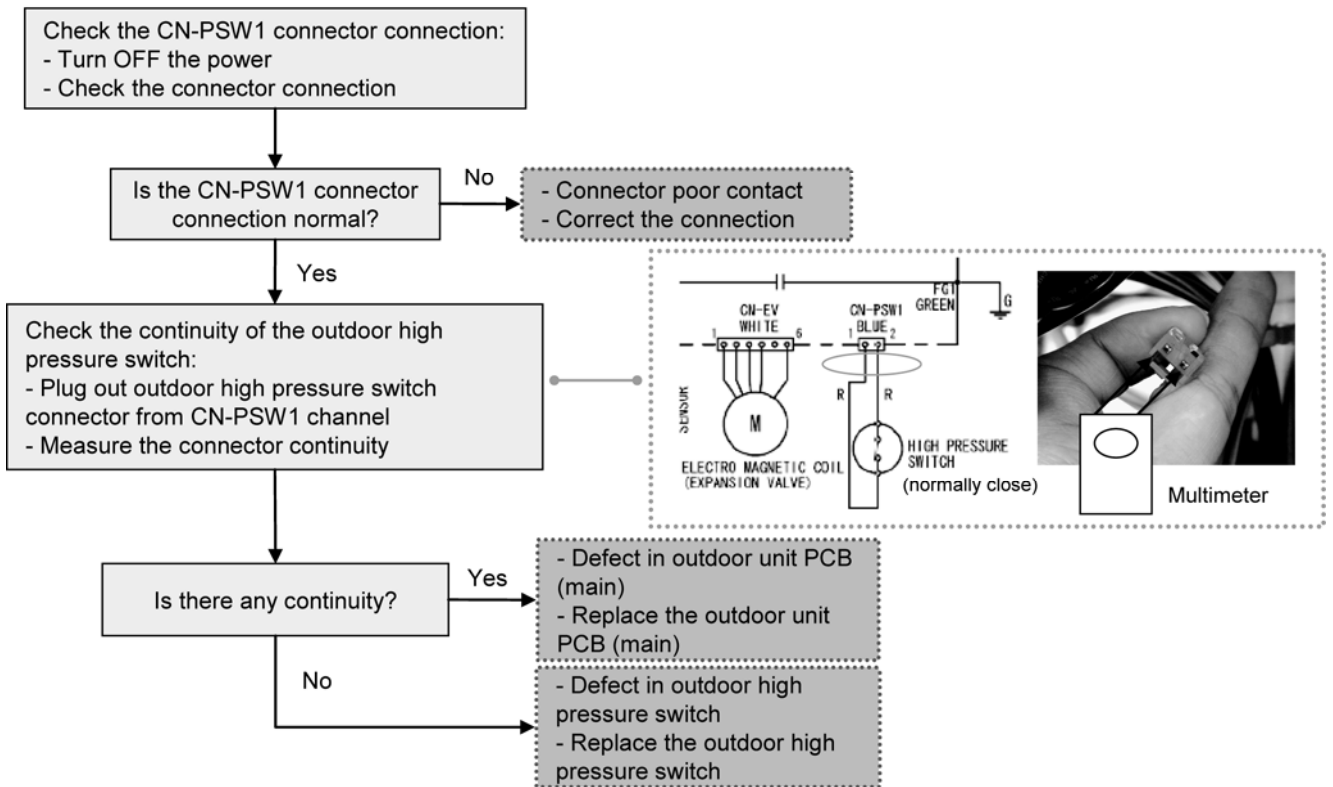 Check the CN-PSW1 connector connection:
- Turn OFF the power
- Check the connector connection
Is the CN-PSW1 connector
connection normal?
No
- Connector poor contact
- Correct the connection
Yes
Check the continuity of the outdoor high
pressure switch:
- Plug out outdoor high pressure switch
connector from CN-PSW1 channel
- Measure the connector continuity
CN-EV
WHITE
1
6
CN-PSW1
BLUE
1
2
FG1
GREEN
G
SENSOR
M
R
R
ELECTRO MAGNETIC COIL
(EXPANSION VALVE)
HIGH PRESSURE
SWITCH
(normally close)
Multimeter
Is there any continuity?
Yes
- Defect in outdoor unit PCB
(main)
- Replace the outdoor unit
PCB (main)
No
- Defect in outdoor high
pressure switch
- Replace the outdoor high
pressure switch